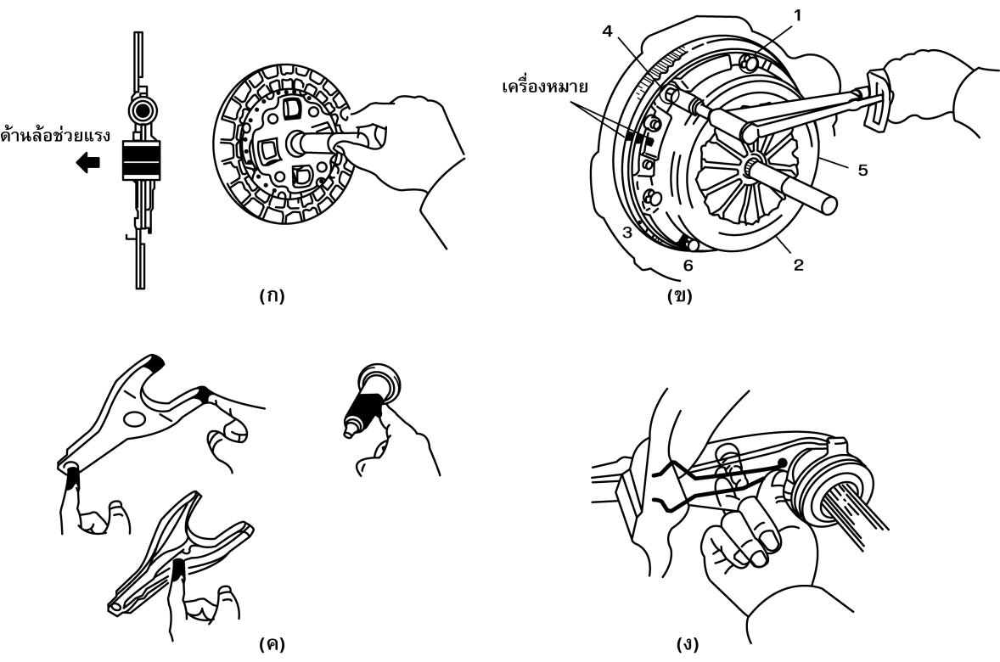 ด้านล้อช่วยแรง
(ก)
1
4
เครื่องหมาย
5
3
2
6
(ข)
(ค)
(ง)